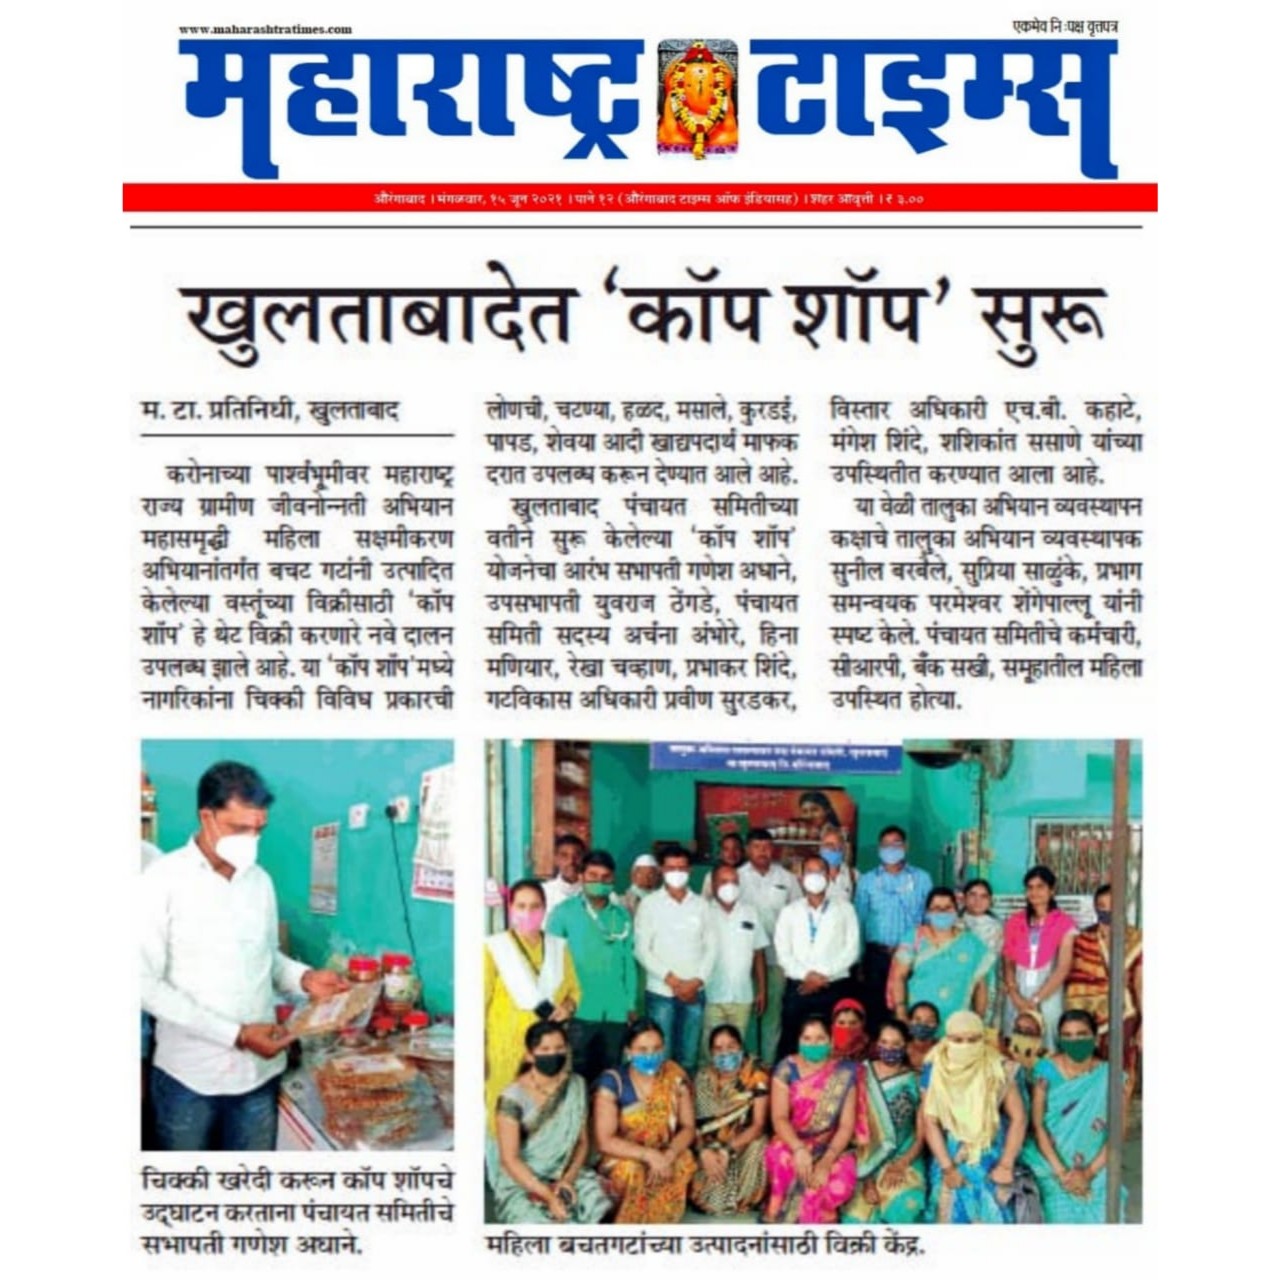 www.maharashtratimes.com
एकमेव नि:पक्ष वृत्तपत्र
महाराष्ट्र टाइम्स
औरंगाबाद । मंगळवार, १५ जून २०२१ । पाने १२ (औरंगाबाद टाइम्स ऑफ इंडियासह) । शहर आवृत्ती । ₹ ३.००
खुलताबादेत ‘कॉप शॉप’ सुरू
म. टा. प्रतिनिधी, खुलताबाद
करोनाच्या पार्श्वभूमीवर महाराष्ट्र
राज्य ग्रामीण जीवनोन्नती अभियान
महासमृद्धी महिला सक्षमीकरण
अभियानांतर्गत बचट गटांनी उत्पादित
केलेल्या वस्तूंच्या विक्रीसाठी ‘कॉप
शॉप’ हे थेट विक्री करणारे नवे दालन
उपलब्ध झाले आहे. या ‘कॉप शॉप’मध्ये
नागरिकांना चिक्की विविध प्रकारची
लोणची, चटण्या, हळद, मसाले, कुरडई,
पापड, शेवया आदी खाद्यपदार्थ माफक
दरात उपलब्ध करून देण्यात आले आहे.
खुलताबाद पंचायत समितीच्या
वतीने सुरू केलेल्या ‘कॉप शॉप’
योजनेचा आरंभ सभापती गणेश अधाने,
उपसभापती युवराज ठेंगडे, पंचायत
समिती सदस्य अर्चना अंभोरे, हिना
मणियार, रेखा चव्हाण, प्रभाकर शिंदे,
गटविकास अधिकारी प्रवीण सुरडकर,
विस्तार अधिकारी एच.बी. कहाटे,
मंगेश शिंदे, शशिकांत ससाणे यांच्या
उपस्थितीत करण्यात आला आहे.
या वेळी तालुका अभियान व्यवस्थापन
कक्षाचे तालुका अभियान व्यवस्थापक
सुनील बरबैले, सुप्रिया साळुंके, प्रभाग
समन्वयक परमेश्वर शेंगेपाल्लू यांनी
स्पष्ट केले. पंचायत समितीचे कर्मचारी,
सीआरपी, बँक सखी, समूहातील महिला
उपस्थित होत्या.
चिक्की खरेदी करून कॉप शॉपचे
उद्‌घाटन करताना पंचायत समितीचे
सभापती गणेश अधाने.
महिला बचतगटांच्या उत्पादनांसाठी विक्री केंद्र.